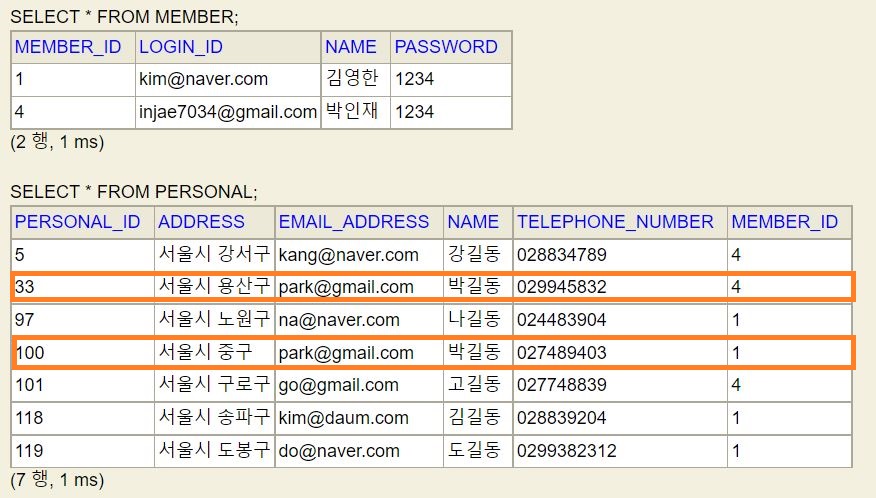 SELECT * FROM MEMBER;
MEMBER_ID LOGIN_ID NAME PASSWORD
1 kim@naver.com 김영한 1234
4 injae7034@gmail.com 박인재 1234
(2 행, 1 ms)
SELECT * FROM PERSONAL;
PERSONAL_ID ADDRESS EMAIL_ADDRESS NAME TELEPHONE_NUMBER MEMBER_ID
5 서울시 강서구 kang@naver.com 강길동 028834789 4
33 서울시 용산구 park@gmail.com 박길동 029945832 4
97 서울시 노원구 na@naver.com 나길동 024483904 1
100 서울시 중구 park@gmail.com 박길동 027489403 1
101 서울시 구로구 go@gmail.com 고길동 027748839 4
118 서울시 송파구 kim@daum.com 김길동 028839204 1
119 서울시 도봉구 do@naver.com 도길동 0299382312 1
(7 행, 1 ms)